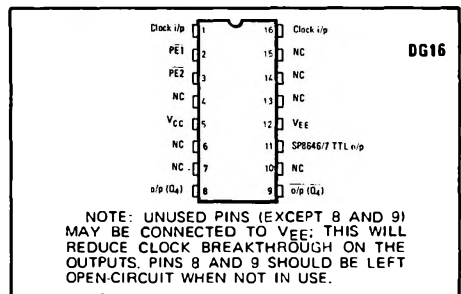 Clock i/p 1 16 Clock i/p
PE1 2 15 NC DG16
PE2 3 14 NC
NC 4 13 NC
VCC 5 12 VEE
NC 6 11 SP8646/7 TTL o/p
NC 7 10 NC
o/p (Q4) 8 9 o/p (Q4)
NOTE: UNUSED PINS (EXCEPT 8 AND 9)
MAY BE CONNECTED TO VEE; THIS WILL
REDUCE CLOCK BREAKTHROUGH ON THE
OUTPUTS. PINS 8 AND 9 SHOULD BE LEFT
OPEN-CIRCUIT WHEN NOT IN USE.